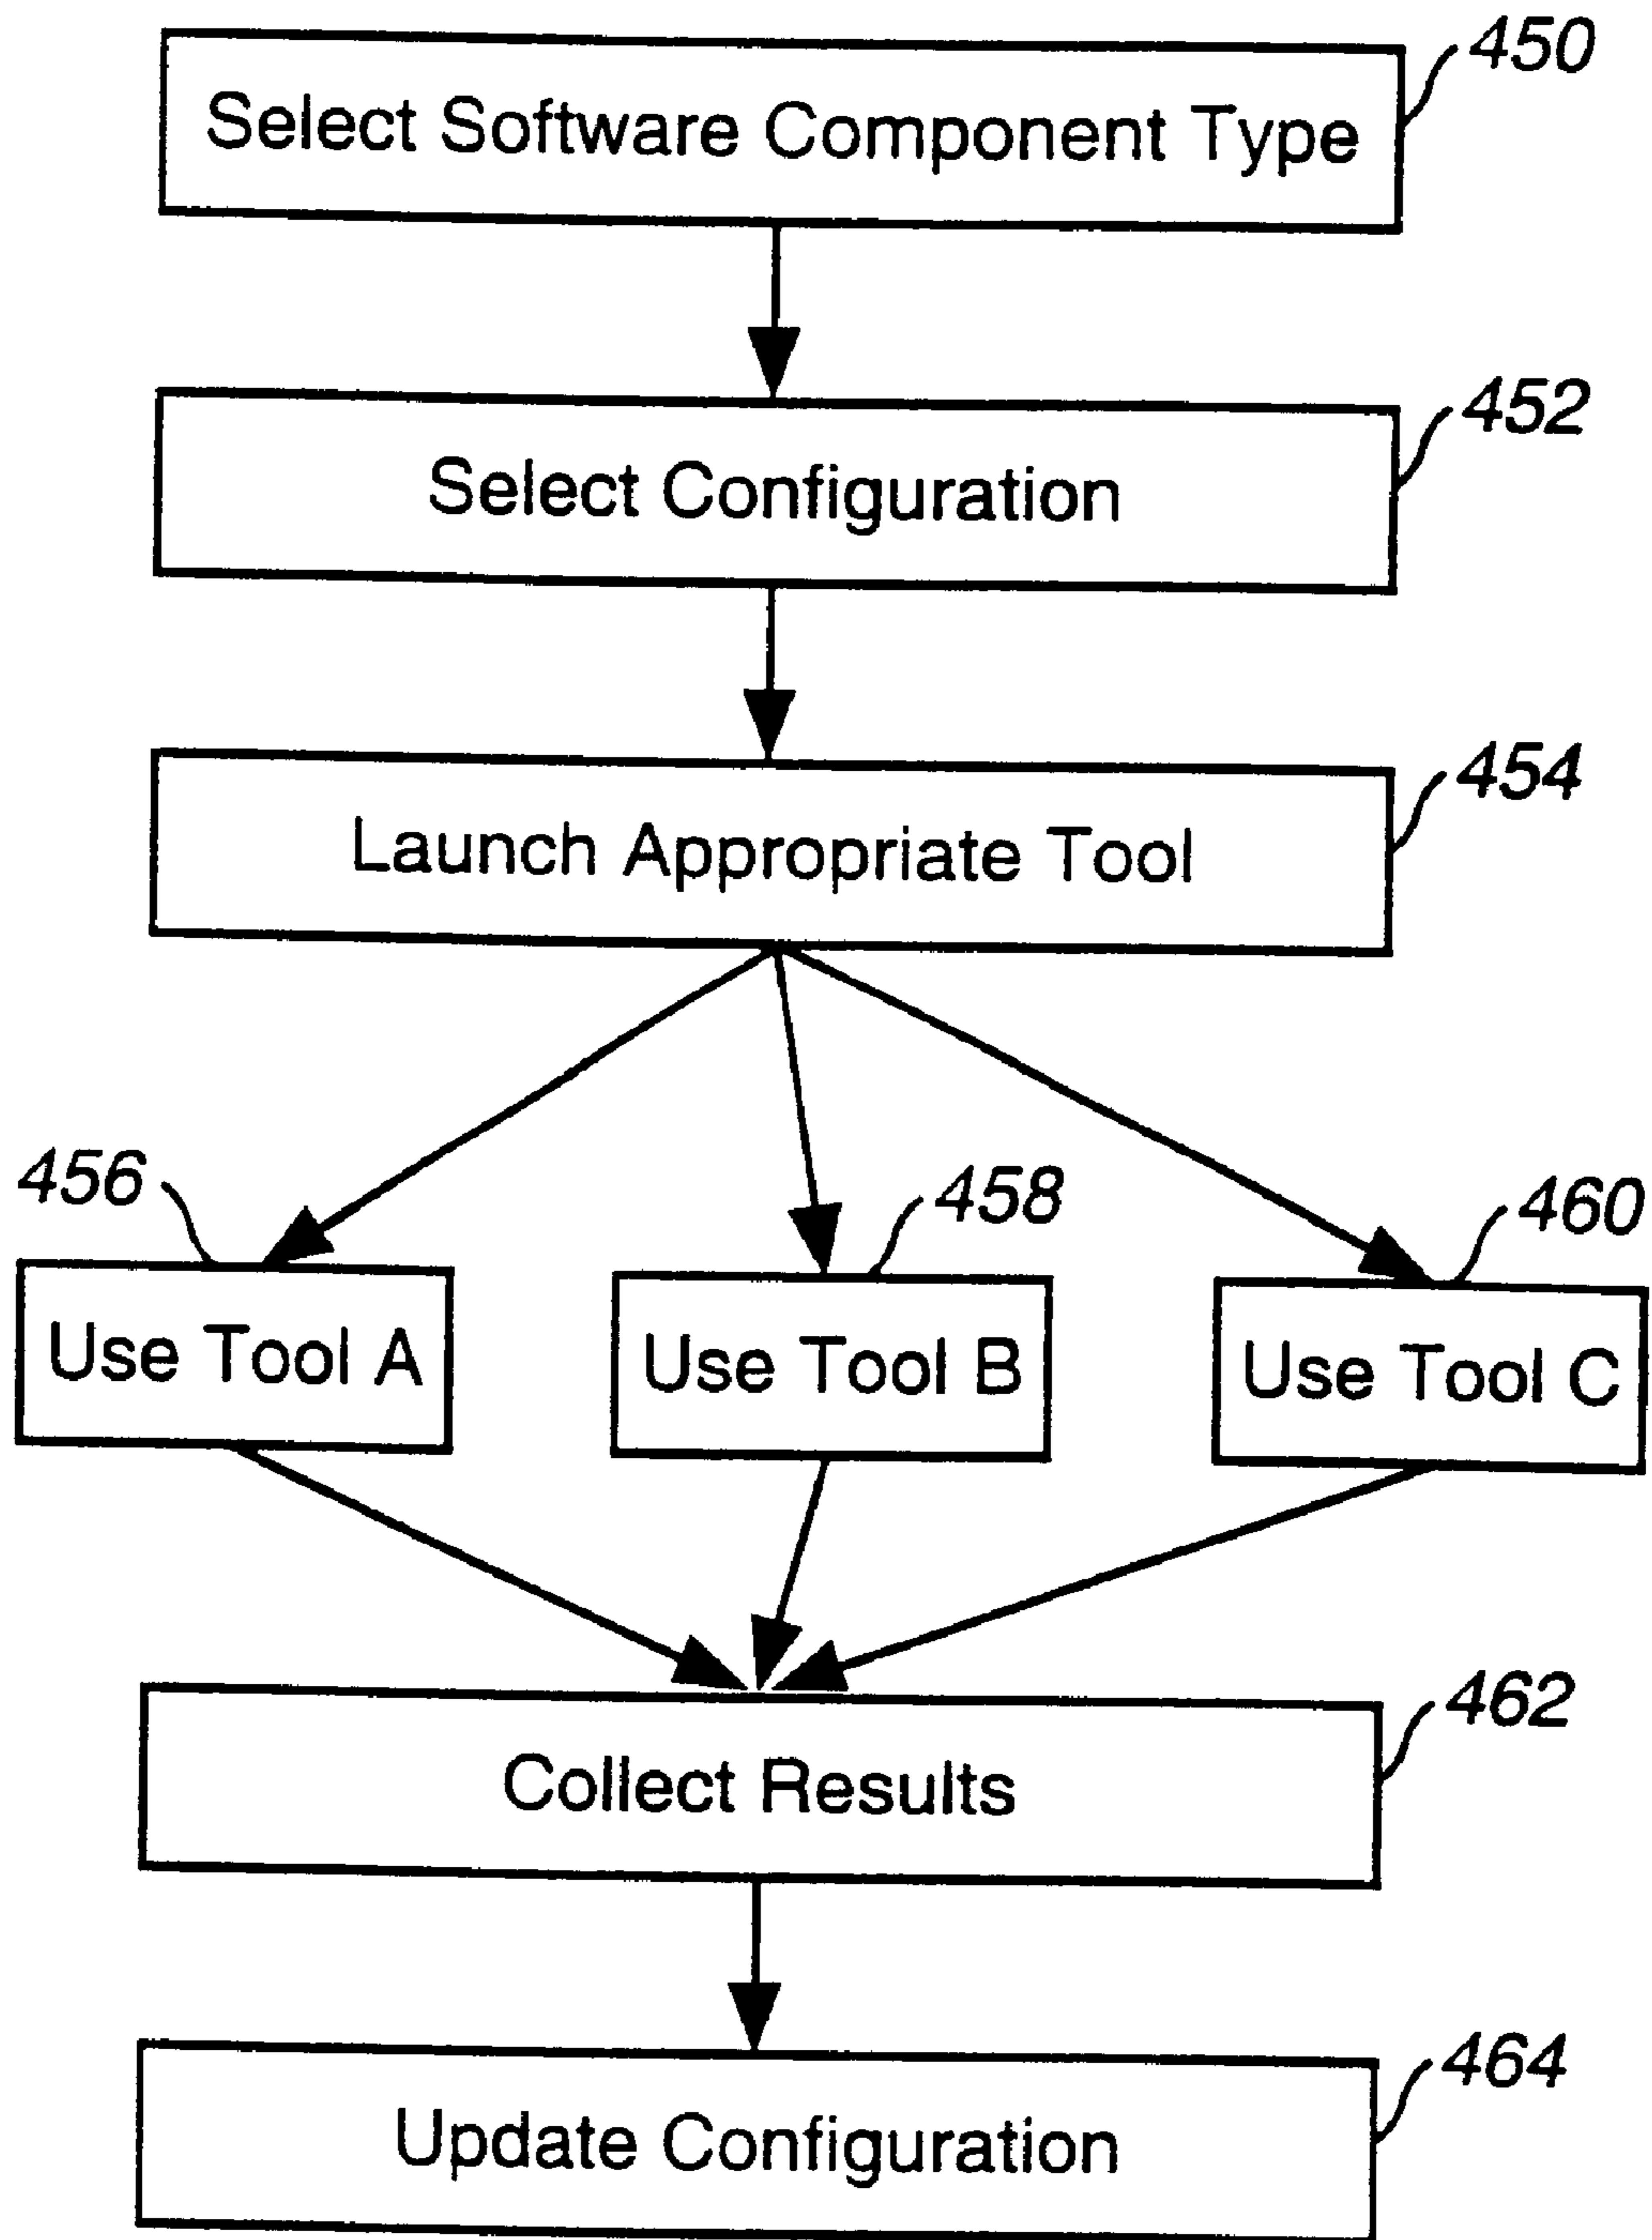 450
Select Software Component Type
452
Select Configuration
454
Launch Appropriate Tool
456
458
460
Use Tool A
Use Tool B
Use Tool C
462
Collect Results
464
Update Configuration